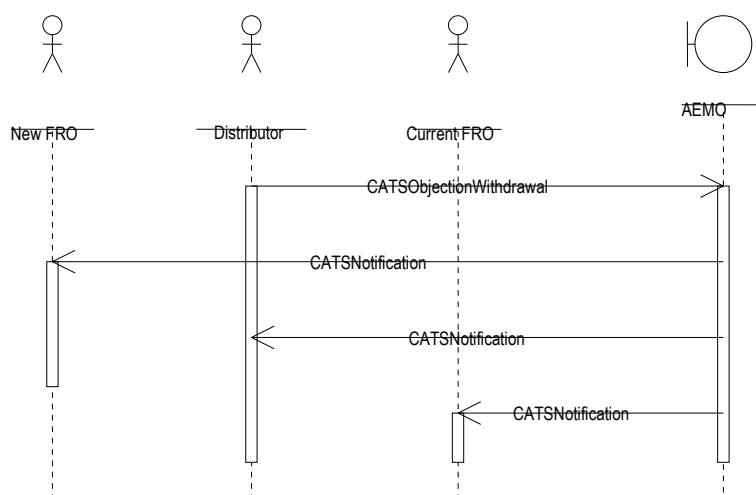 AEMO
New FRO
Distributor
Current FRO
CATSObjectionWithdrawal
CATSNotification
CATSNotification
CATSNotification